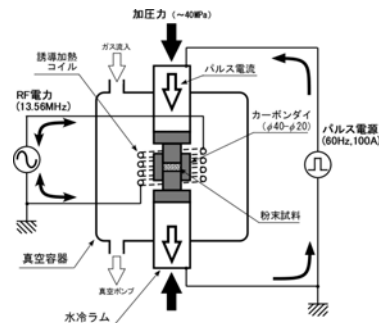 加圧力（～40MPa）
ガス流入
誘導加熱
コイル
パルス電流
RF電力
(13.56MHz)
カーボンダイ
(φ40-φ20)
パルス電源
(60Hz,100A)
粉末試料
真空容器
真空ポンプ
水冷ラム